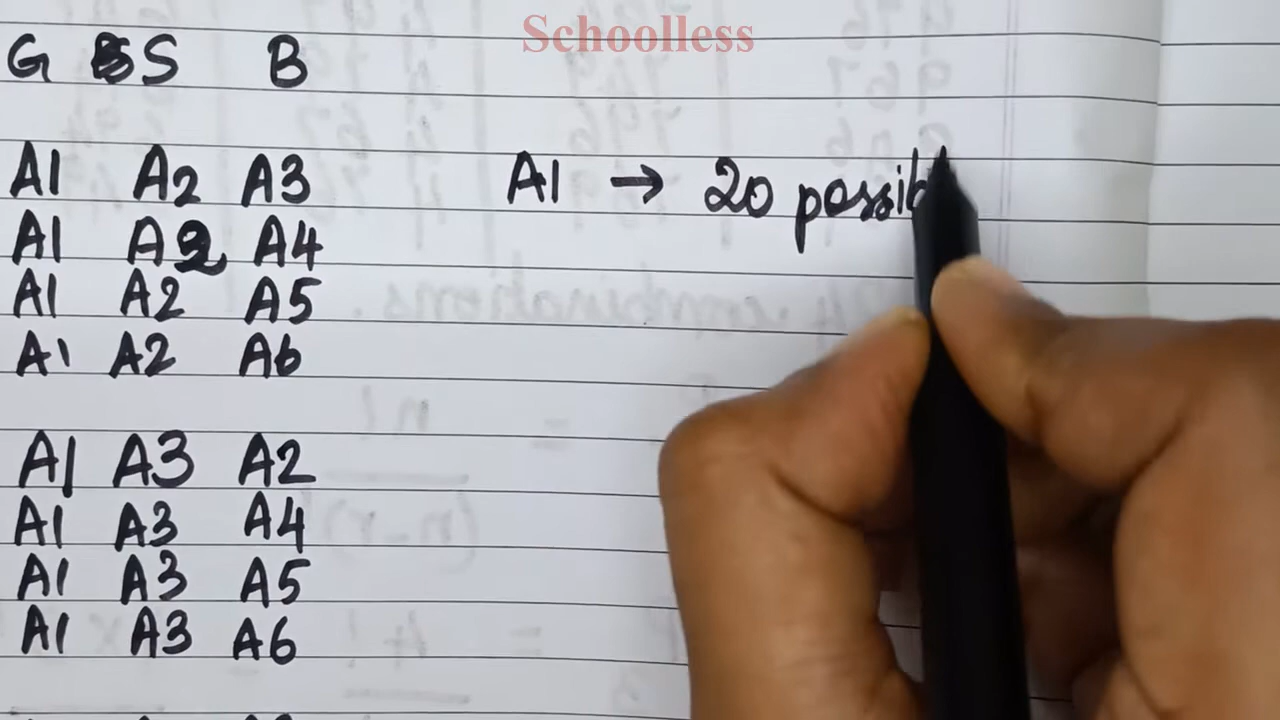 Schoolless
G S B
A1 A2 A3 A1 → 20 possib
A1 A2 A4
A1 A2 A5
A1 A2 A6
A1 A3 A2
A1 A3 A4
A1 A3 A5
A1 A3 A6